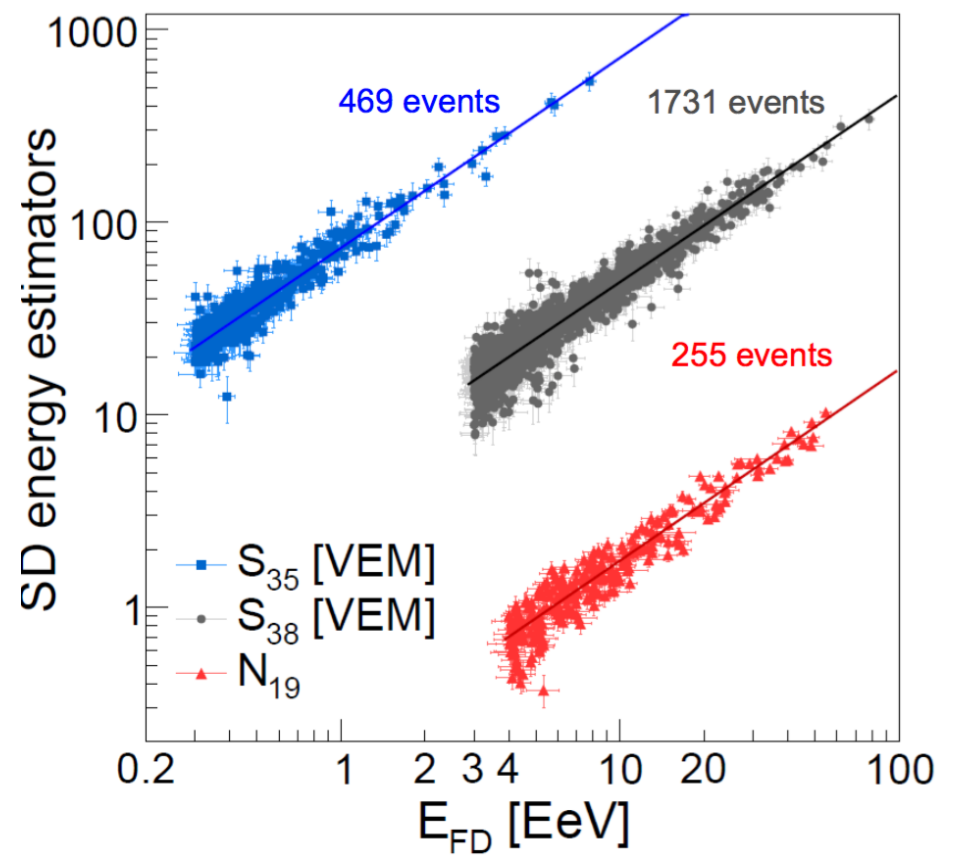 1000
100
10
1
SD energy estimators
469 events
1731 events
255 events
S35 [VEM]
S38 [VEM]
N19
0.2 1 2 3 4 10 20 100
EFD [EeV]